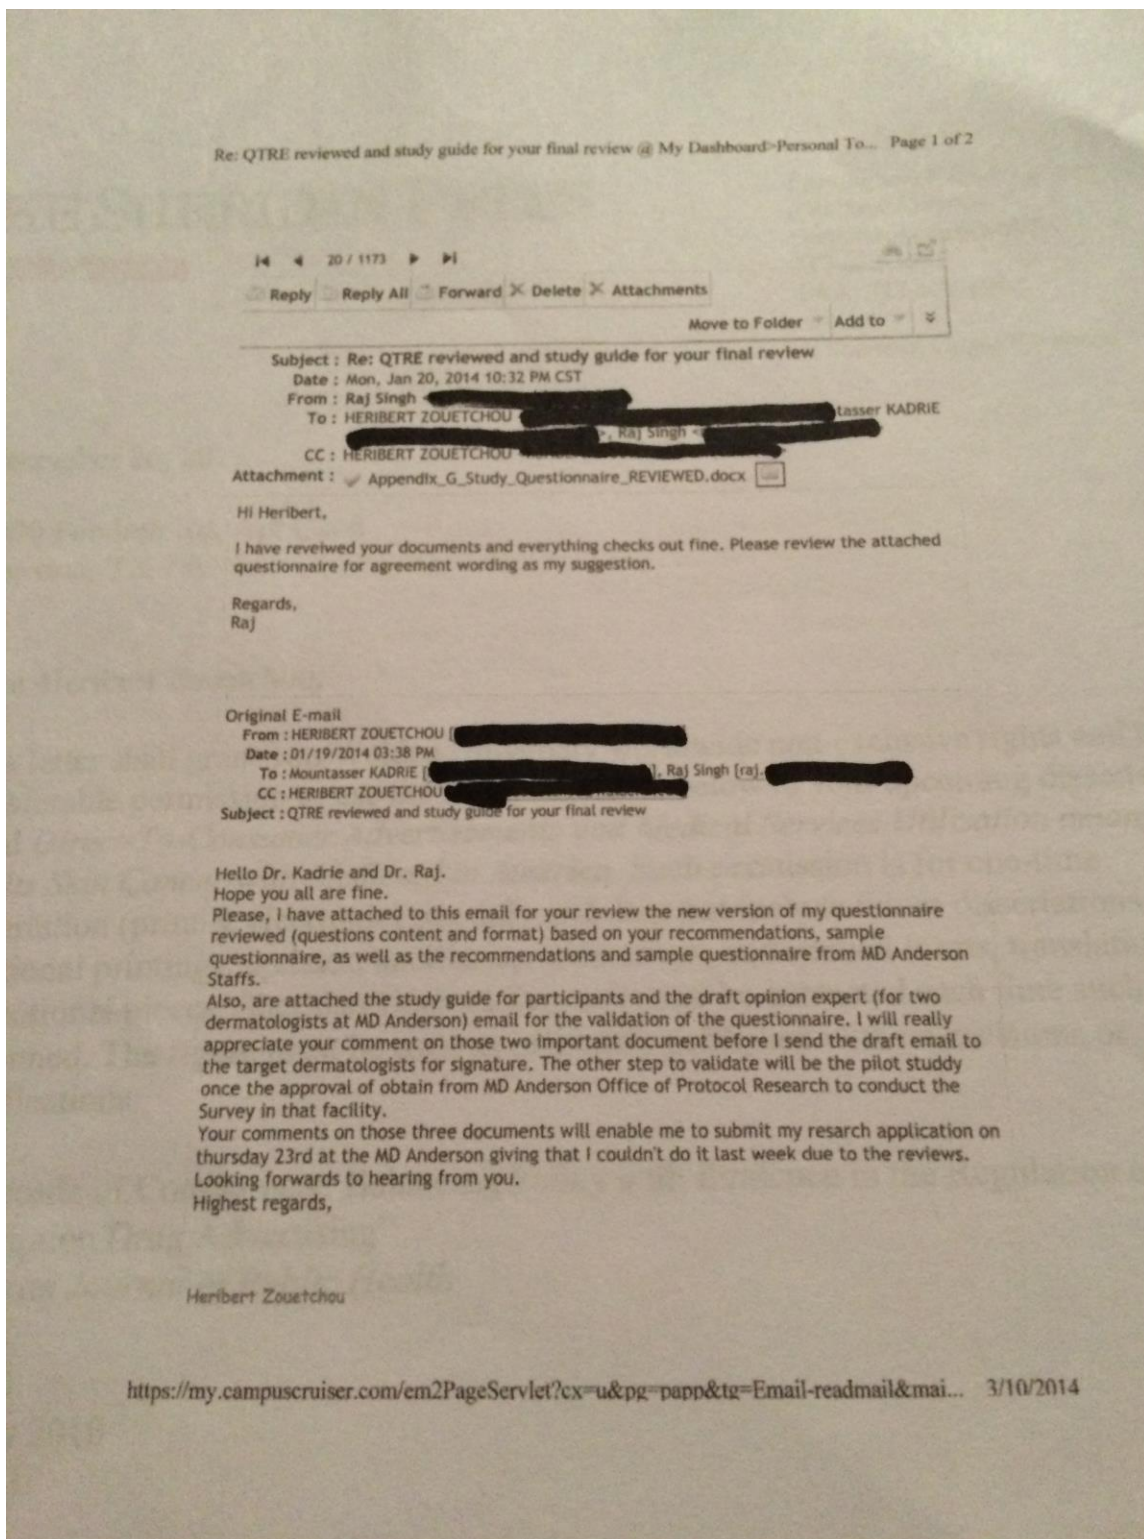 Re: QTRE reviewed and study guide for your final review @ My Dashboard>Personal To... Page 1 of 2
20 / 1173
Reply Reply All Forward Delete Attachments
Move to Folder Add to
Subject : Re: QTRE reviewed and study guide for your final review
Date : Mon, Jan 20, 2014 10:32 PM CST
From : Raj Singh <
To : HERIBERT ZOUETCHOU tasser KADRIE
>, Raj Singh <
CC : HERIBERT ZOUETCHOU
Attachment : Appendix_G_Study_Questionnaire_REVIEWED.docx
Hi Heribert,
I have reveiwed your documents and everything checks out fine. Please review the attached
questionnaire for agreement wording as my suggestion.
Regards,
Raj
Original E-mail
From : HERIBERT ZOUETCHOU [
Date : 01/19/2014 03:38 PM
To : Mountasser KADRIE [ ], Raj Singh [raj.
CC : HERIBERT ZOUETCHOU
Subject : QTRE reviewed and study guide for your final review
Hello Dr. Kadrie and Dr. Raj.
Hope you all are fine.
Please, I have attached to this email for your review the new version of my questionnaire
reviewed (questions content and format) based on your recommendations, sample
questionnaire, as well as the recommendations and sample questionnaire from MD Anderson
Staffs.
Also, are attached the study guide for participants and the draft opinion expert (for two
dermatologists at MD Anderson) email for the validation of the questionnaire. I will really
appreciate your comment on those two important document before I send the draft email to
the target dermatologists for signature. The other step to validate will be the pilot studdy
once the approval of obtain from MD Anderson Office of Protocol Research to conduct the
Survey in that facility.
Your comments on those three documents will enable me to submit my resarch application on
thursday 23rd at the MD Anderson giving that I couldn't do it last week due to the reviews.
Looking forwards to hearing from you.
Highest regards,
Heribert Zouetchou
https://my.campuscruiser.com/em2PageServlet?cx=u&pg=papp&tg=Email-readmail&mai... 3/10/2014